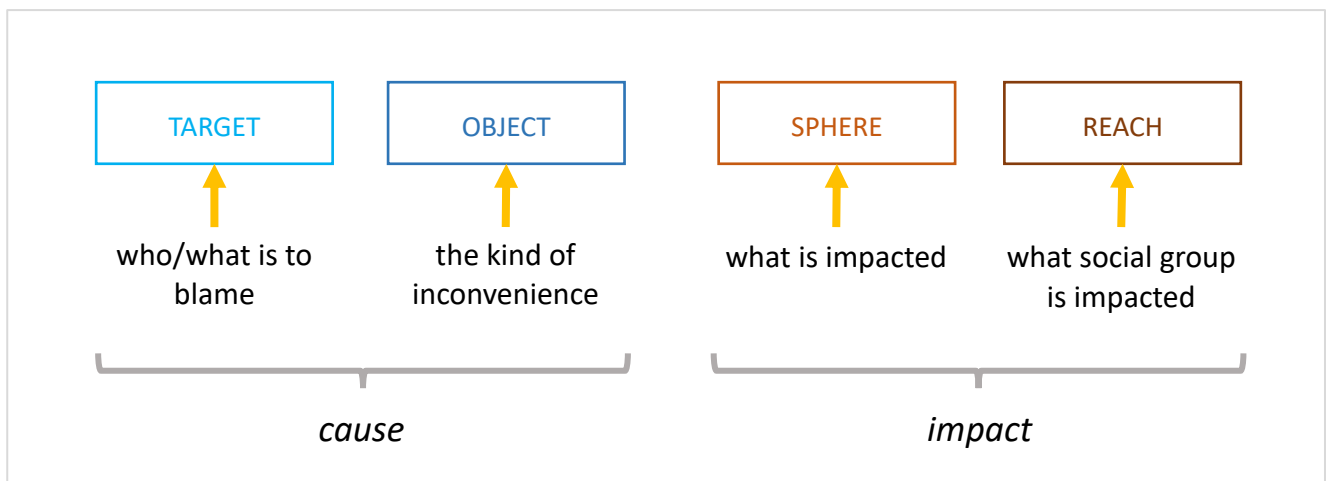 TARGET
OBJECT
SPHERE
REACH
who/what is to
blame
the kind of
inconvenience
what is impacted
what social group
is impacted
cause
impact